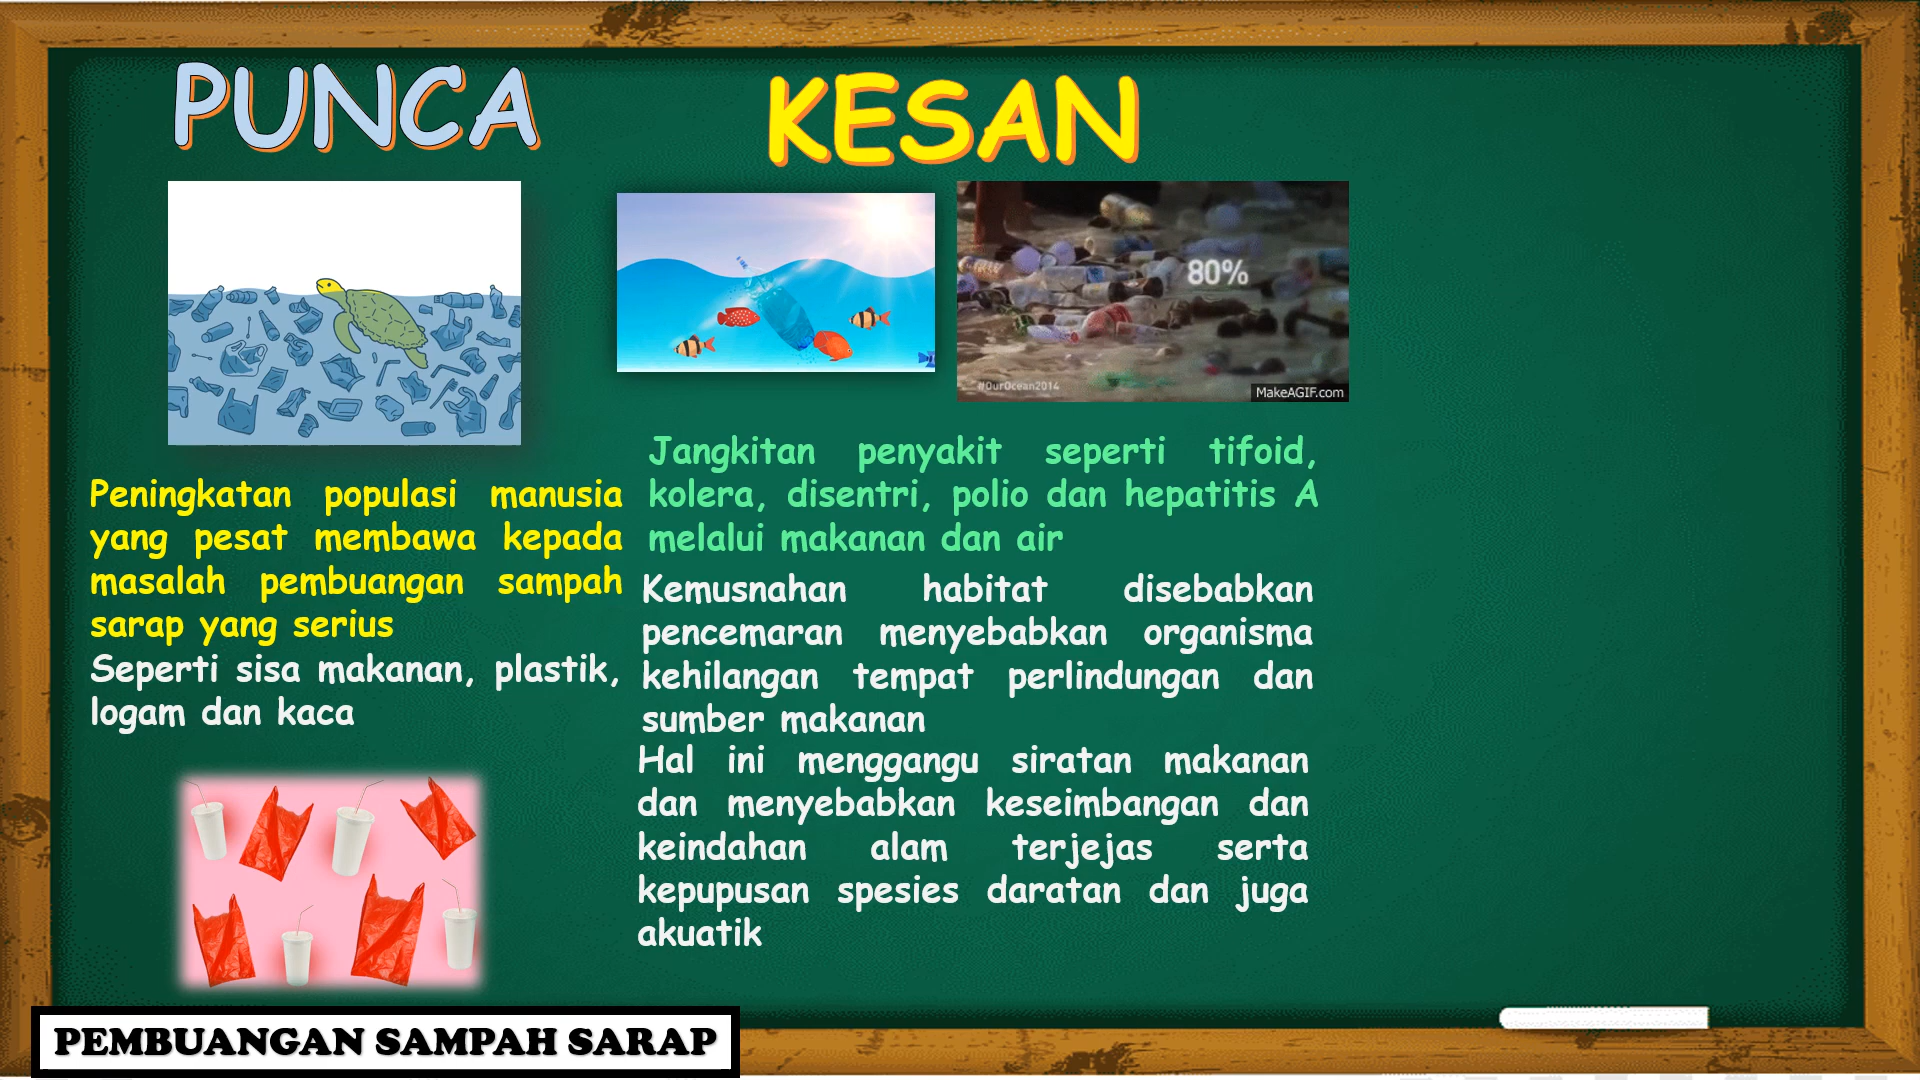 PUNCA
KESAN
80%
#OurOcean2014
MakeAGIF.com
Peningkatan populasi manusia
yang pesat membawa kepada
masalah pembuangan sampah
sarap yang serius
Seperti sisa makanan, plastik,
logam dan kaca
Jangkitan penyakit seperti tifoid,
kolera, disentri, polio dan hepatitis A
melalui makanan dan air
Kemusnahan habitat disebabkan
pencemaran menyebabkan organisma
kehilangan tempat perlindungan dan
sumber makanan
Hal ini menggangu siratan makanan
dan menyebabkan keseimbangan dan
keindahan alam terjejas serta
kepupusan spesies daratan dan juga
akuatik
PEMBUANGAN SAMPAH SARAP